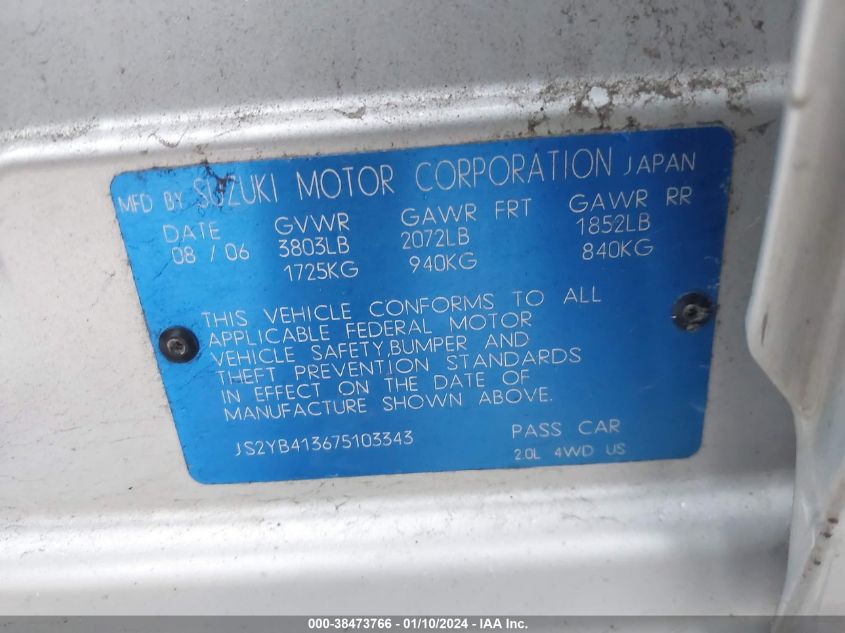 MFD BY SUZUKI MOTOR CORPORATION JAPAN
DATE GVWR GAWR FRT GAWR RR
08 / 06 3803LB 2072LB 1852LB
1725KG 940KG 840KG
THIS VEHICLE CONFORMS TO ALL
APPLICABLE FEDERAL MOTOR
VEHICLE SAFETY,BUMPER AND
THEFT PREVENTION STANDARDS
IN EFFECT ON THE DATE OF
MANUFACTURE SHOWN ABOVE.
JS2YB413675103343 PASS CAR
2.0L 4WD US
000-38473766 - 01/10/2024 - IAA Inc.